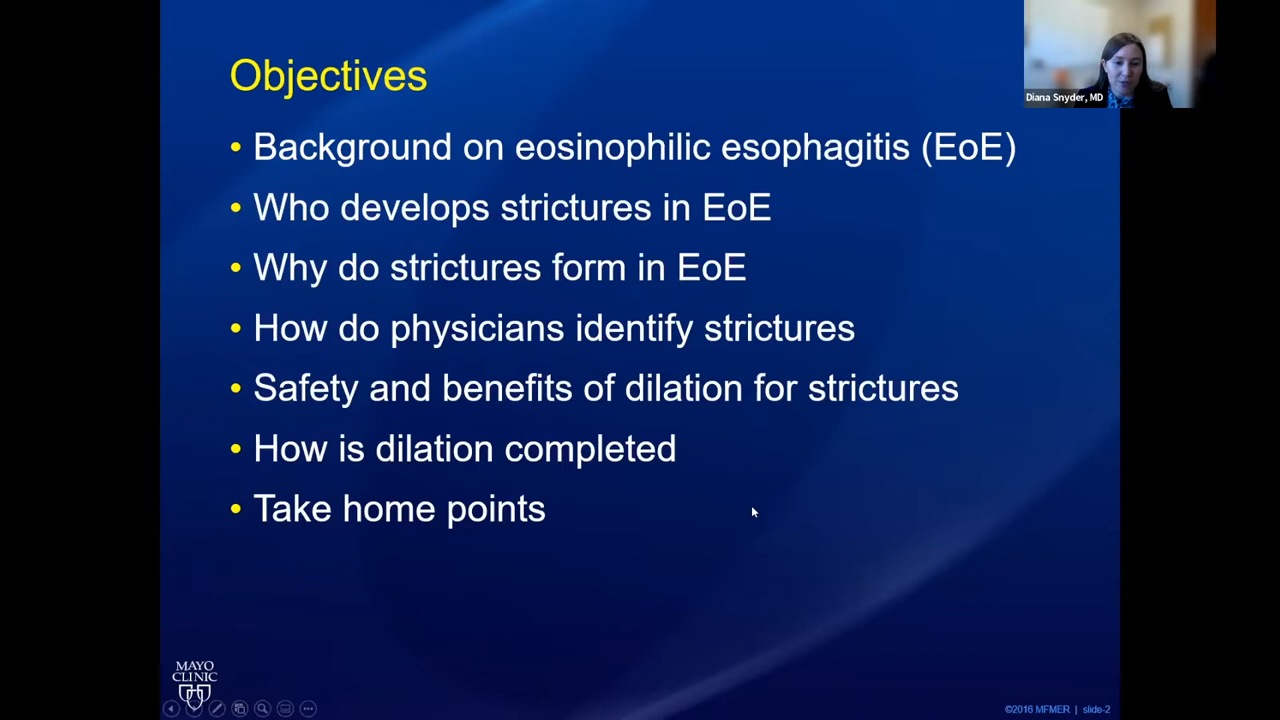 Objectives
Diana Snyder, MD
• Background on eosinophilic esophagitis (EoE)
• Who develops strictures in EoE
• Why do strictures form in EoE
• How do physicians identify strictures
• Safety and benefits of dilation for strictures
• How is dilation completed
• Take home points
MAYO
CLINIC
©2016 MFMER | slide-2